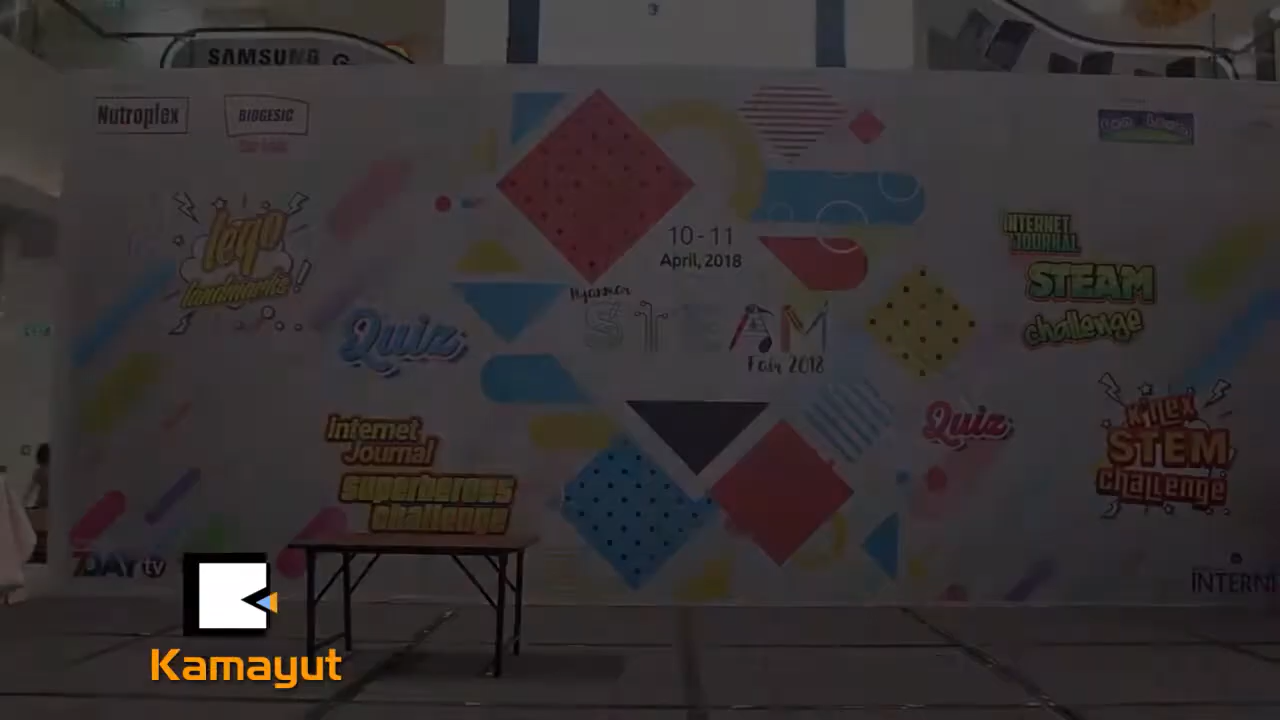 SAMSUNG
Nutroplex
BIOGESIC
lego
landmarks!
Quiz
Internet
Journal
superheroes
challenge
7DAY tv
10 - 11
April, 2018
Myanmar
STEAM
Fair 2018
INTERNET
JOURNAL
STEAM
challenge
Quiz
Killex
STEM
challenge
INTERN
Kamayut